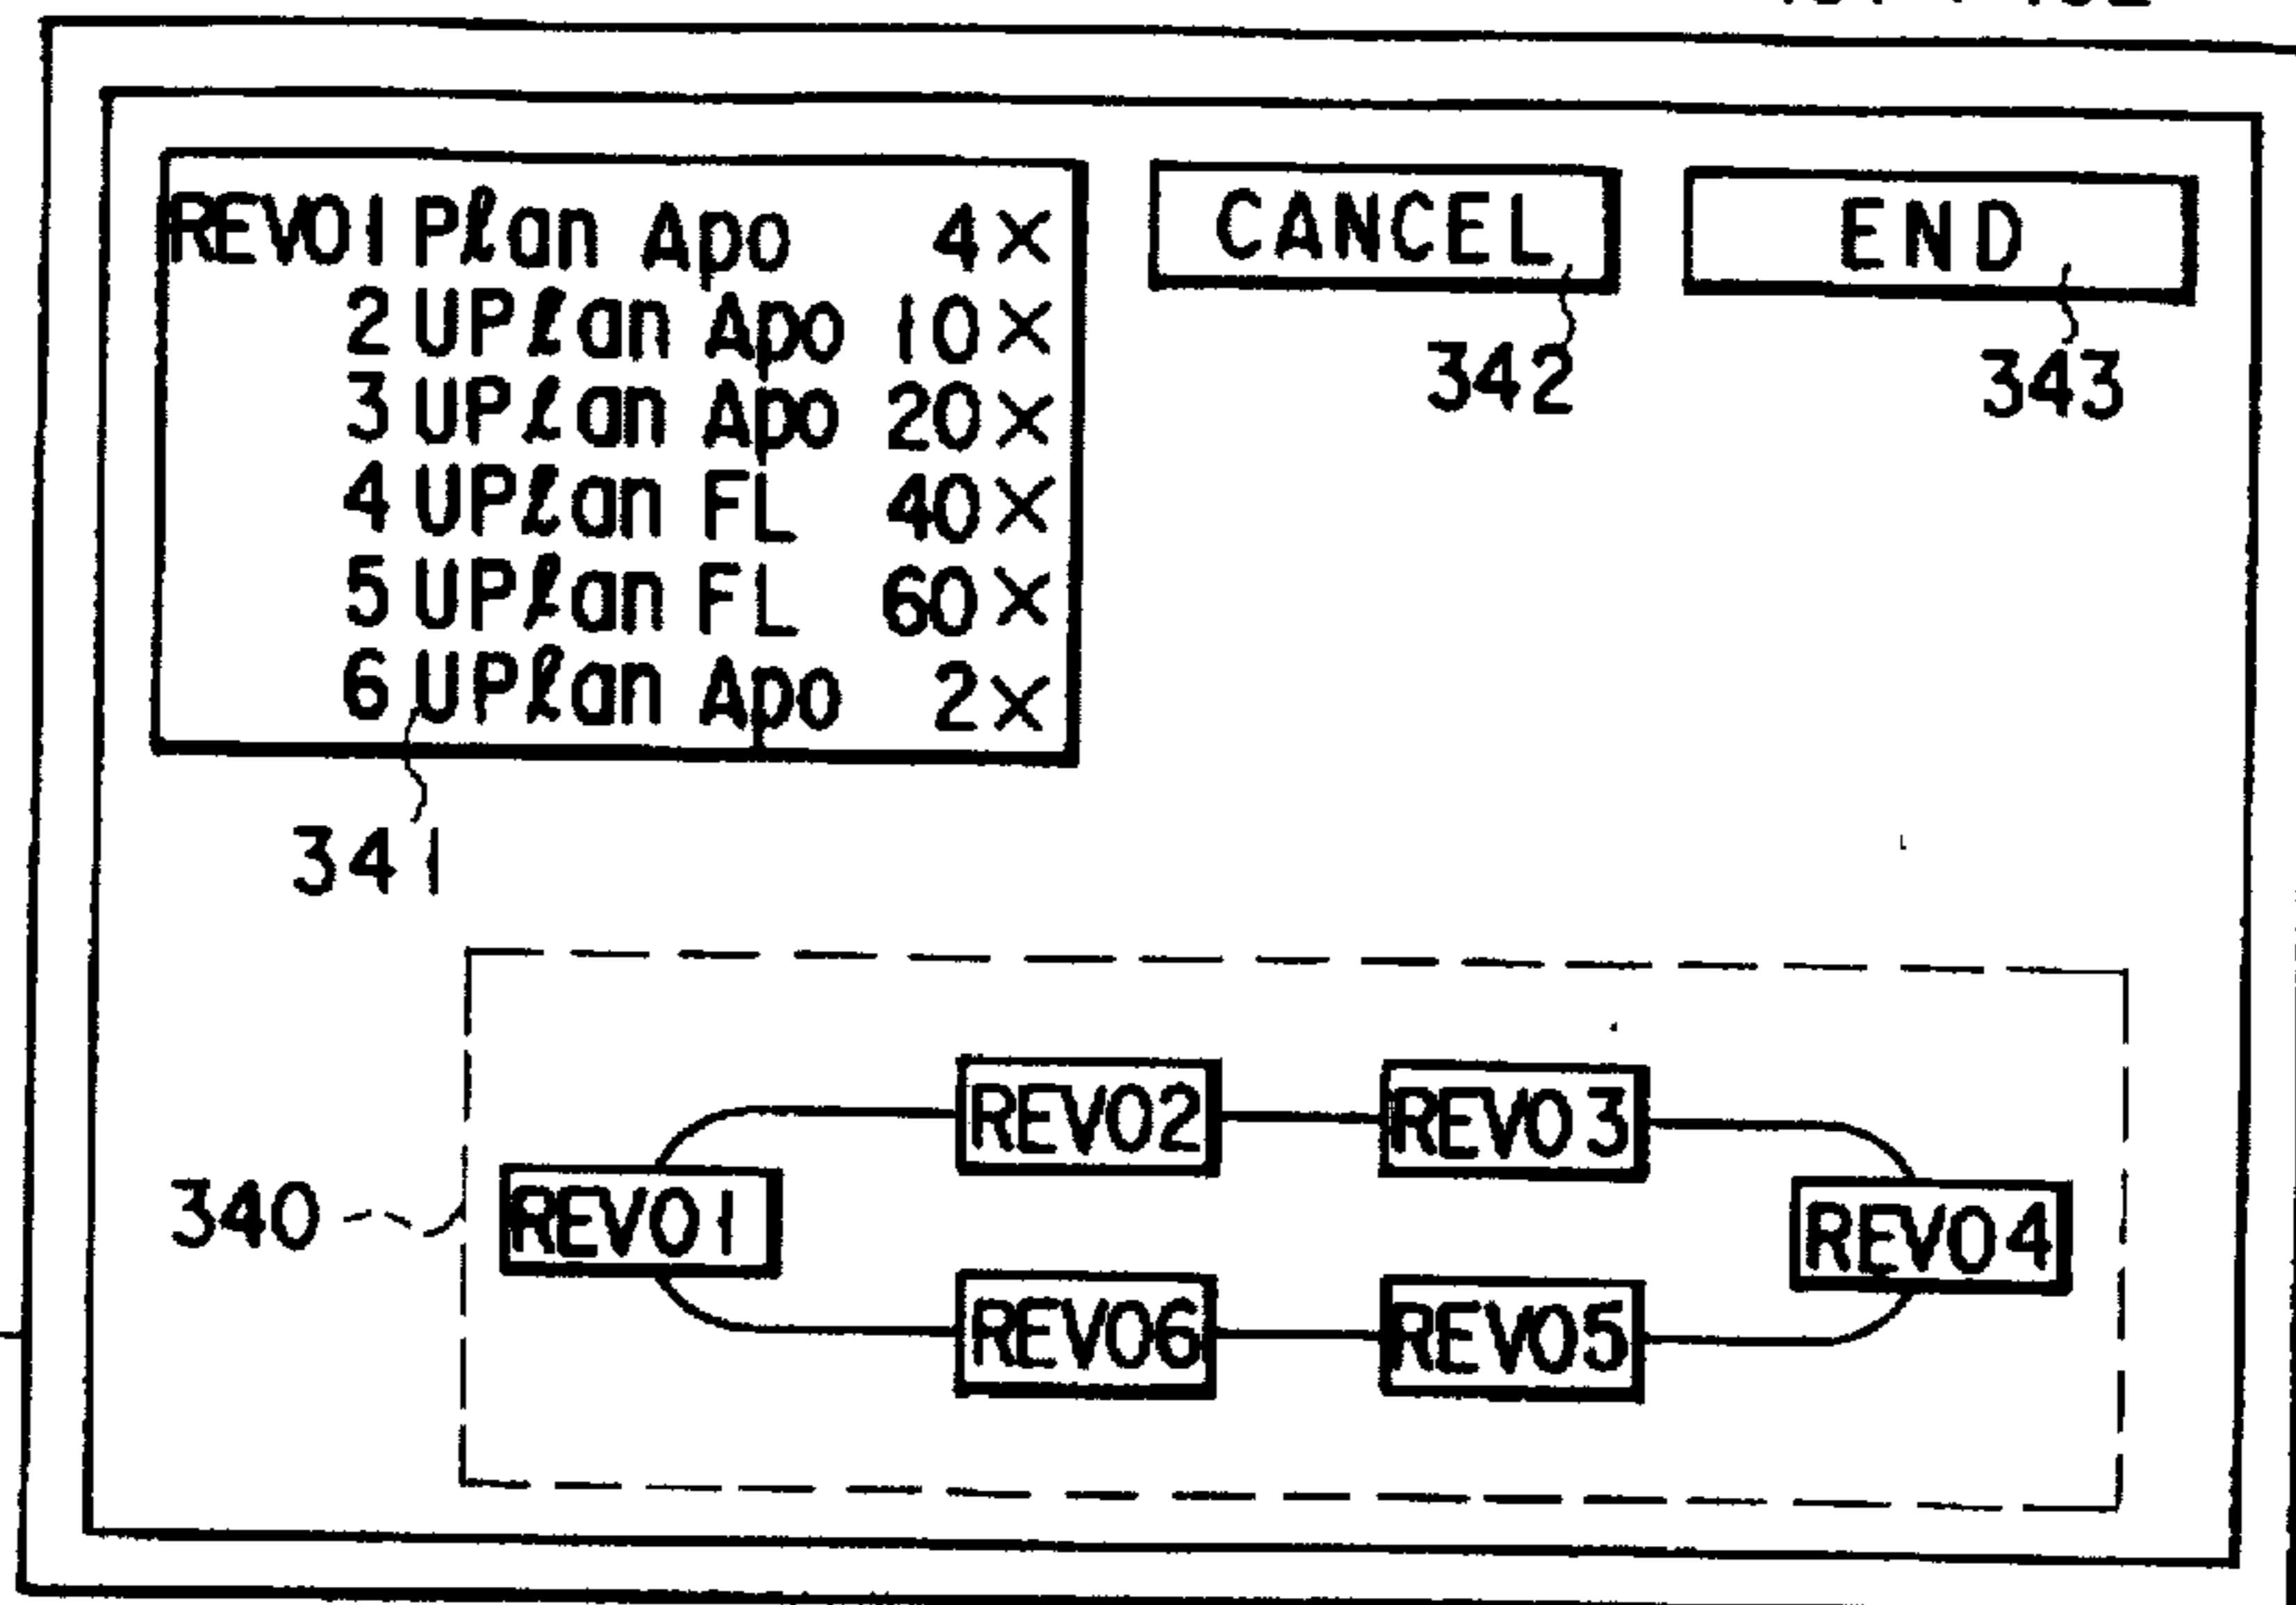 REVO1 Plan Apo 4×
2 UPlan Apo 10×
3 UPlan Apo 20×
4 UPlan FL 40×
5 UPlan FL 60×
6 UPlan Apo 2×
CANCEL
END
342
343
341
REVO2
REVO3
340
REVO1
REVO4
REVO6
REVO5